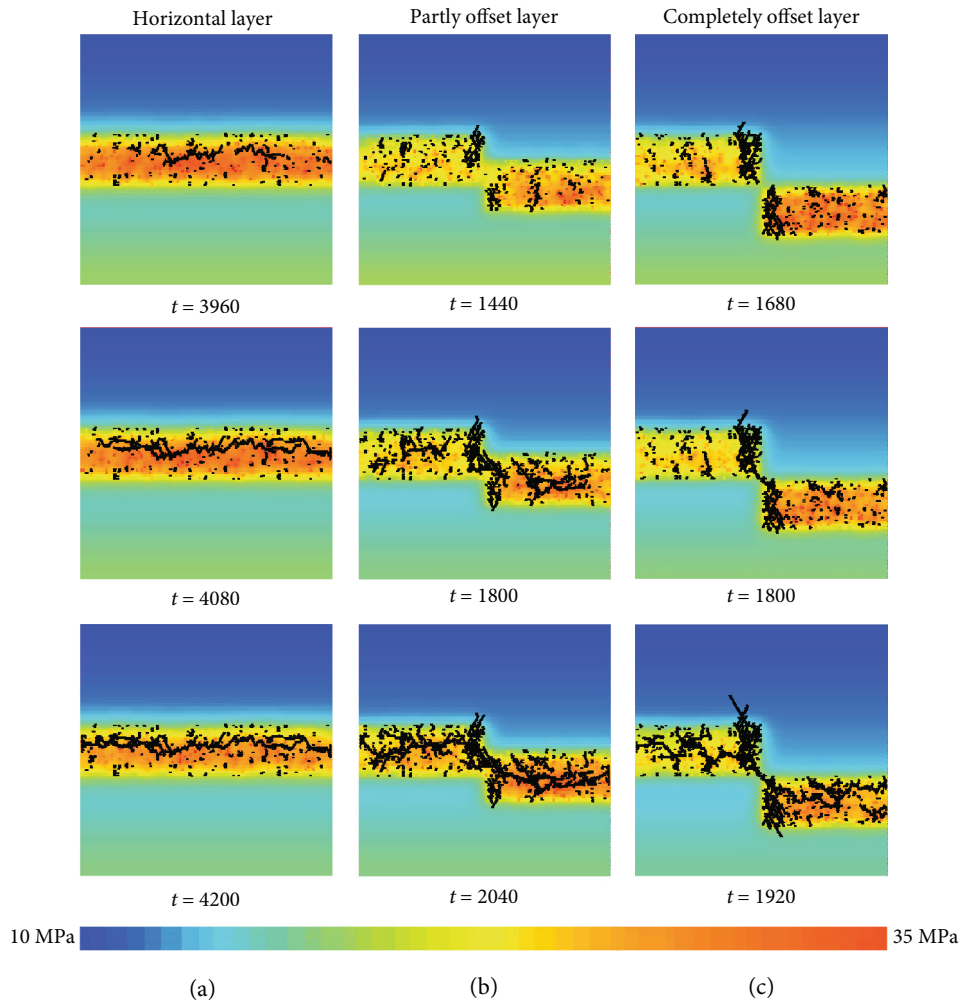 Horizontal layer
Partly offset layer
Completely offset layer
t = 3960
t = 1440
t = 1680
t = 4080
t = 1800
t = 1800
t = 4200
t = 2040
t = 1920
10 MPa
35 MPa
(a)
(b)
(c)